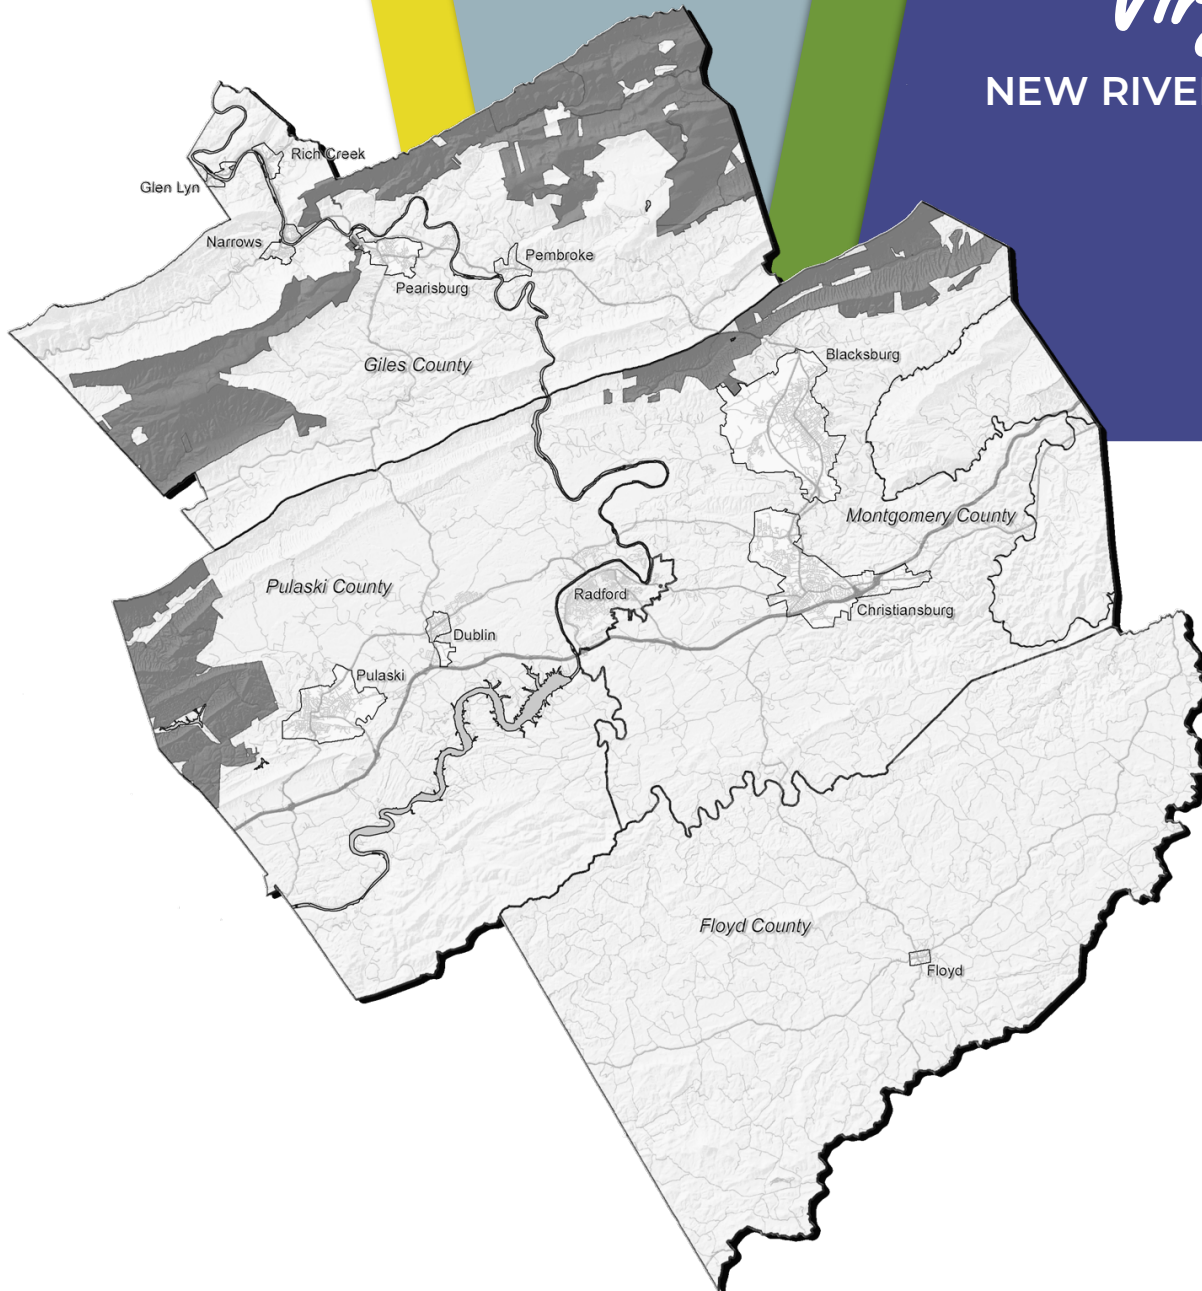 NEW RIVE
Rich Creek
Glen Lyn
Narrows
Pembroke
Pearisburg
Giles County
Blacksburg
Montgomery County
Pulaski County
Radford
Christiansburg
Dublin
Pulaski
Floyd County
Floyd